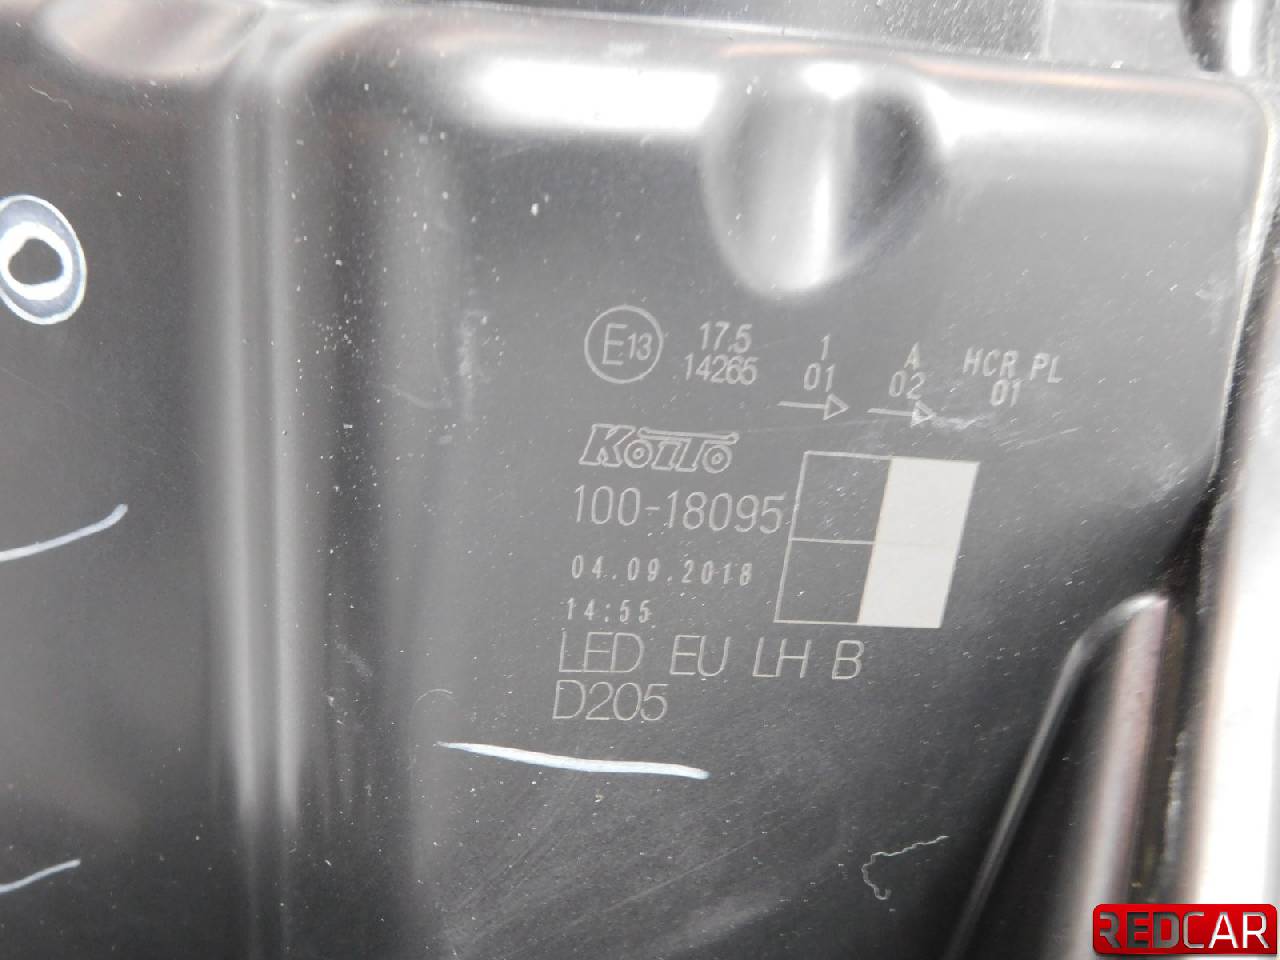 E13 17.5 1 A HCR PL
14265 01 02 01
KOITO
100-18095
04.09.2018
14:55
LED EU LH B
D205
REDCAR